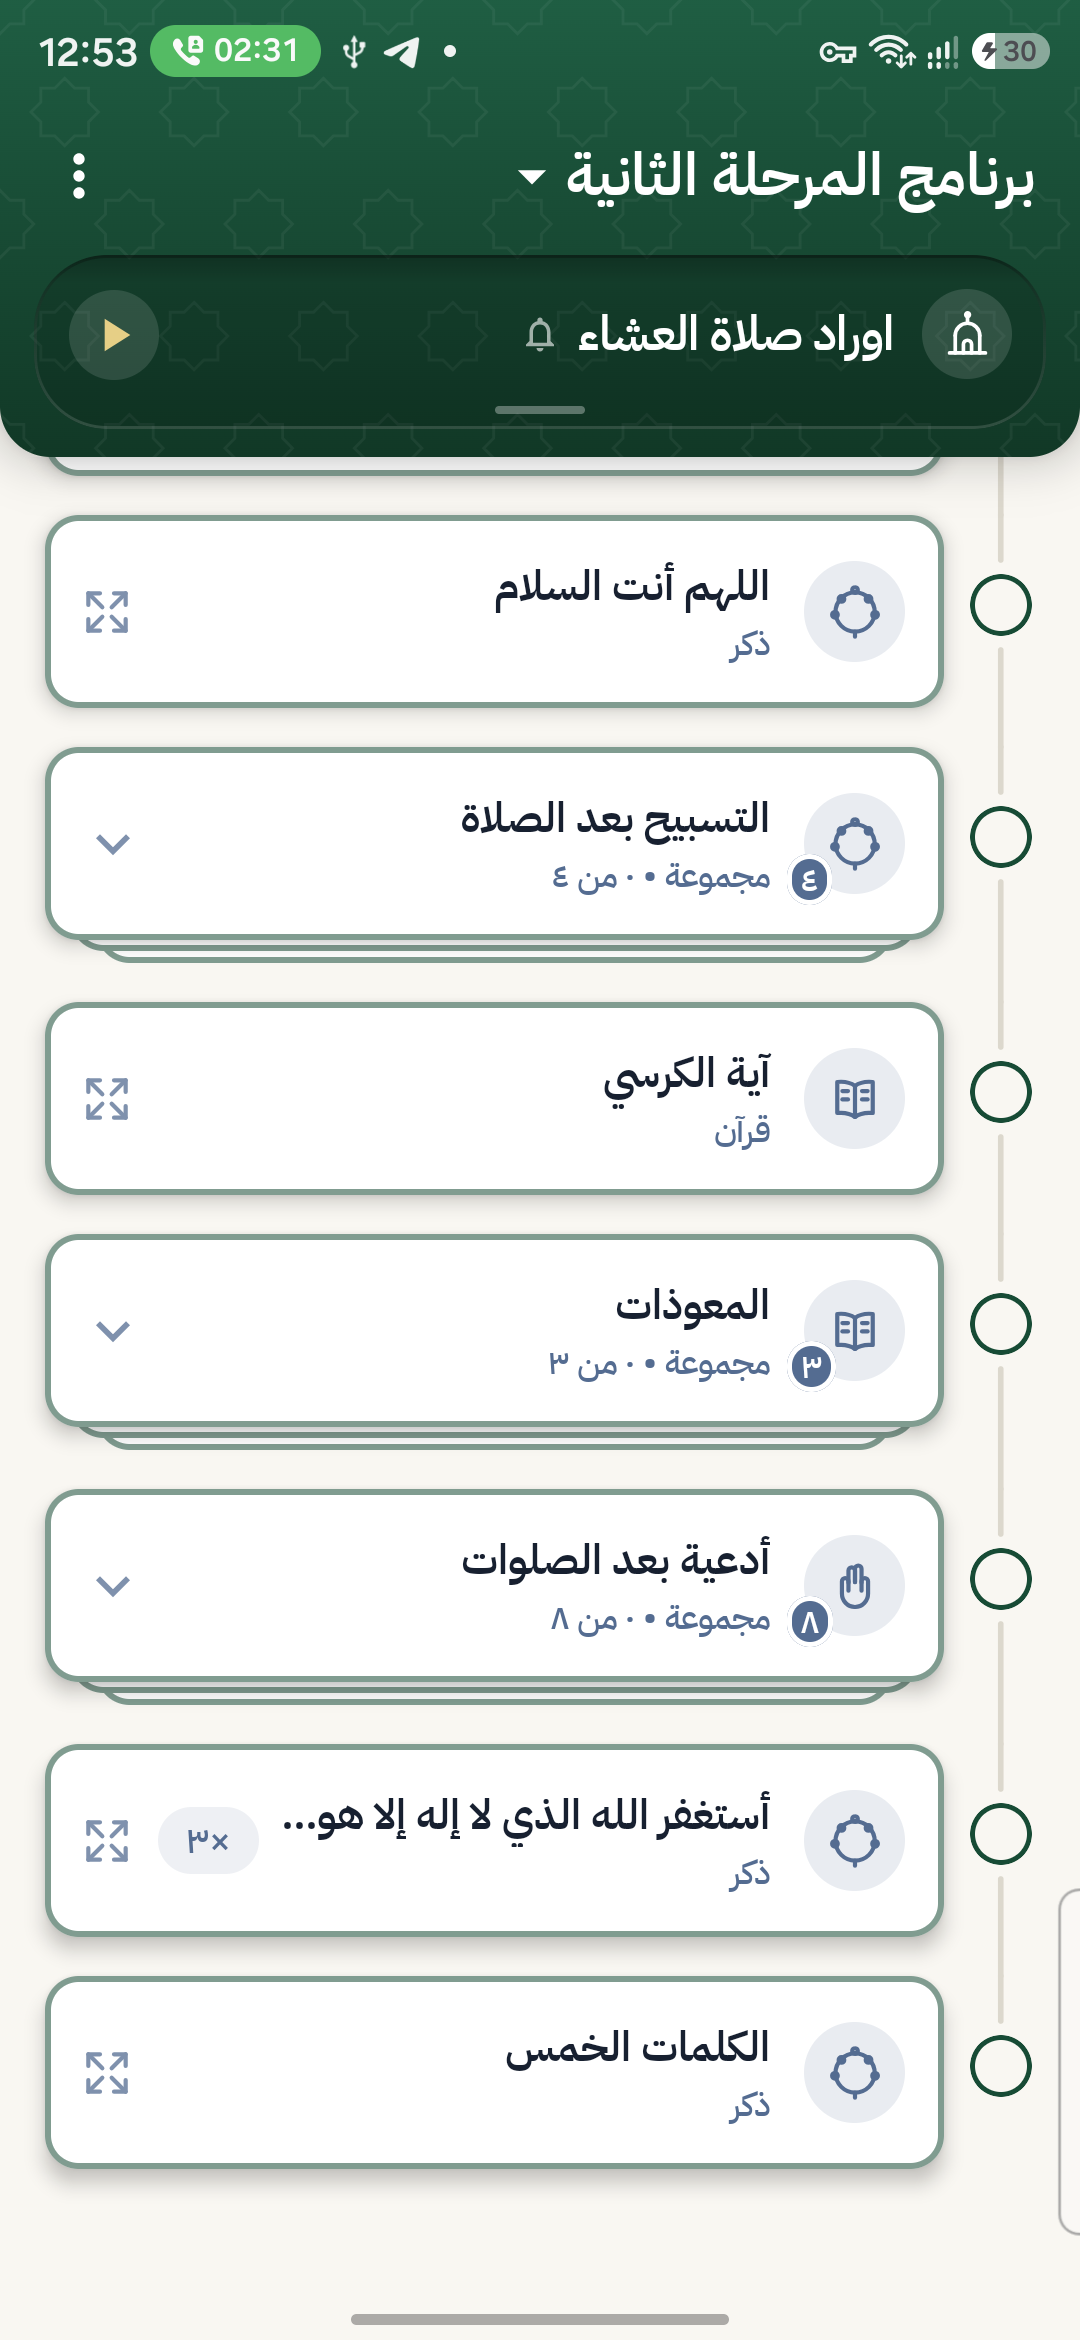 12:53 02:31 30
برنامج المرحلة الثانية
اوراد صلاة العشاء
اللهم أنت السلام
ذكر
التسبيح بعد الصلاة
مجموعة • ٠ من ٤
٤
آية الكرسي
قرآن
المعوذات
مجموعة • ٠ من ٣
٣
أدعية بعد الصلوات
مجموعة • ٠ من ٨
٨
أستغفر الله الذي لا إله إلا هو...
×٣
ذكر
الكلمات الخمس
ذكر